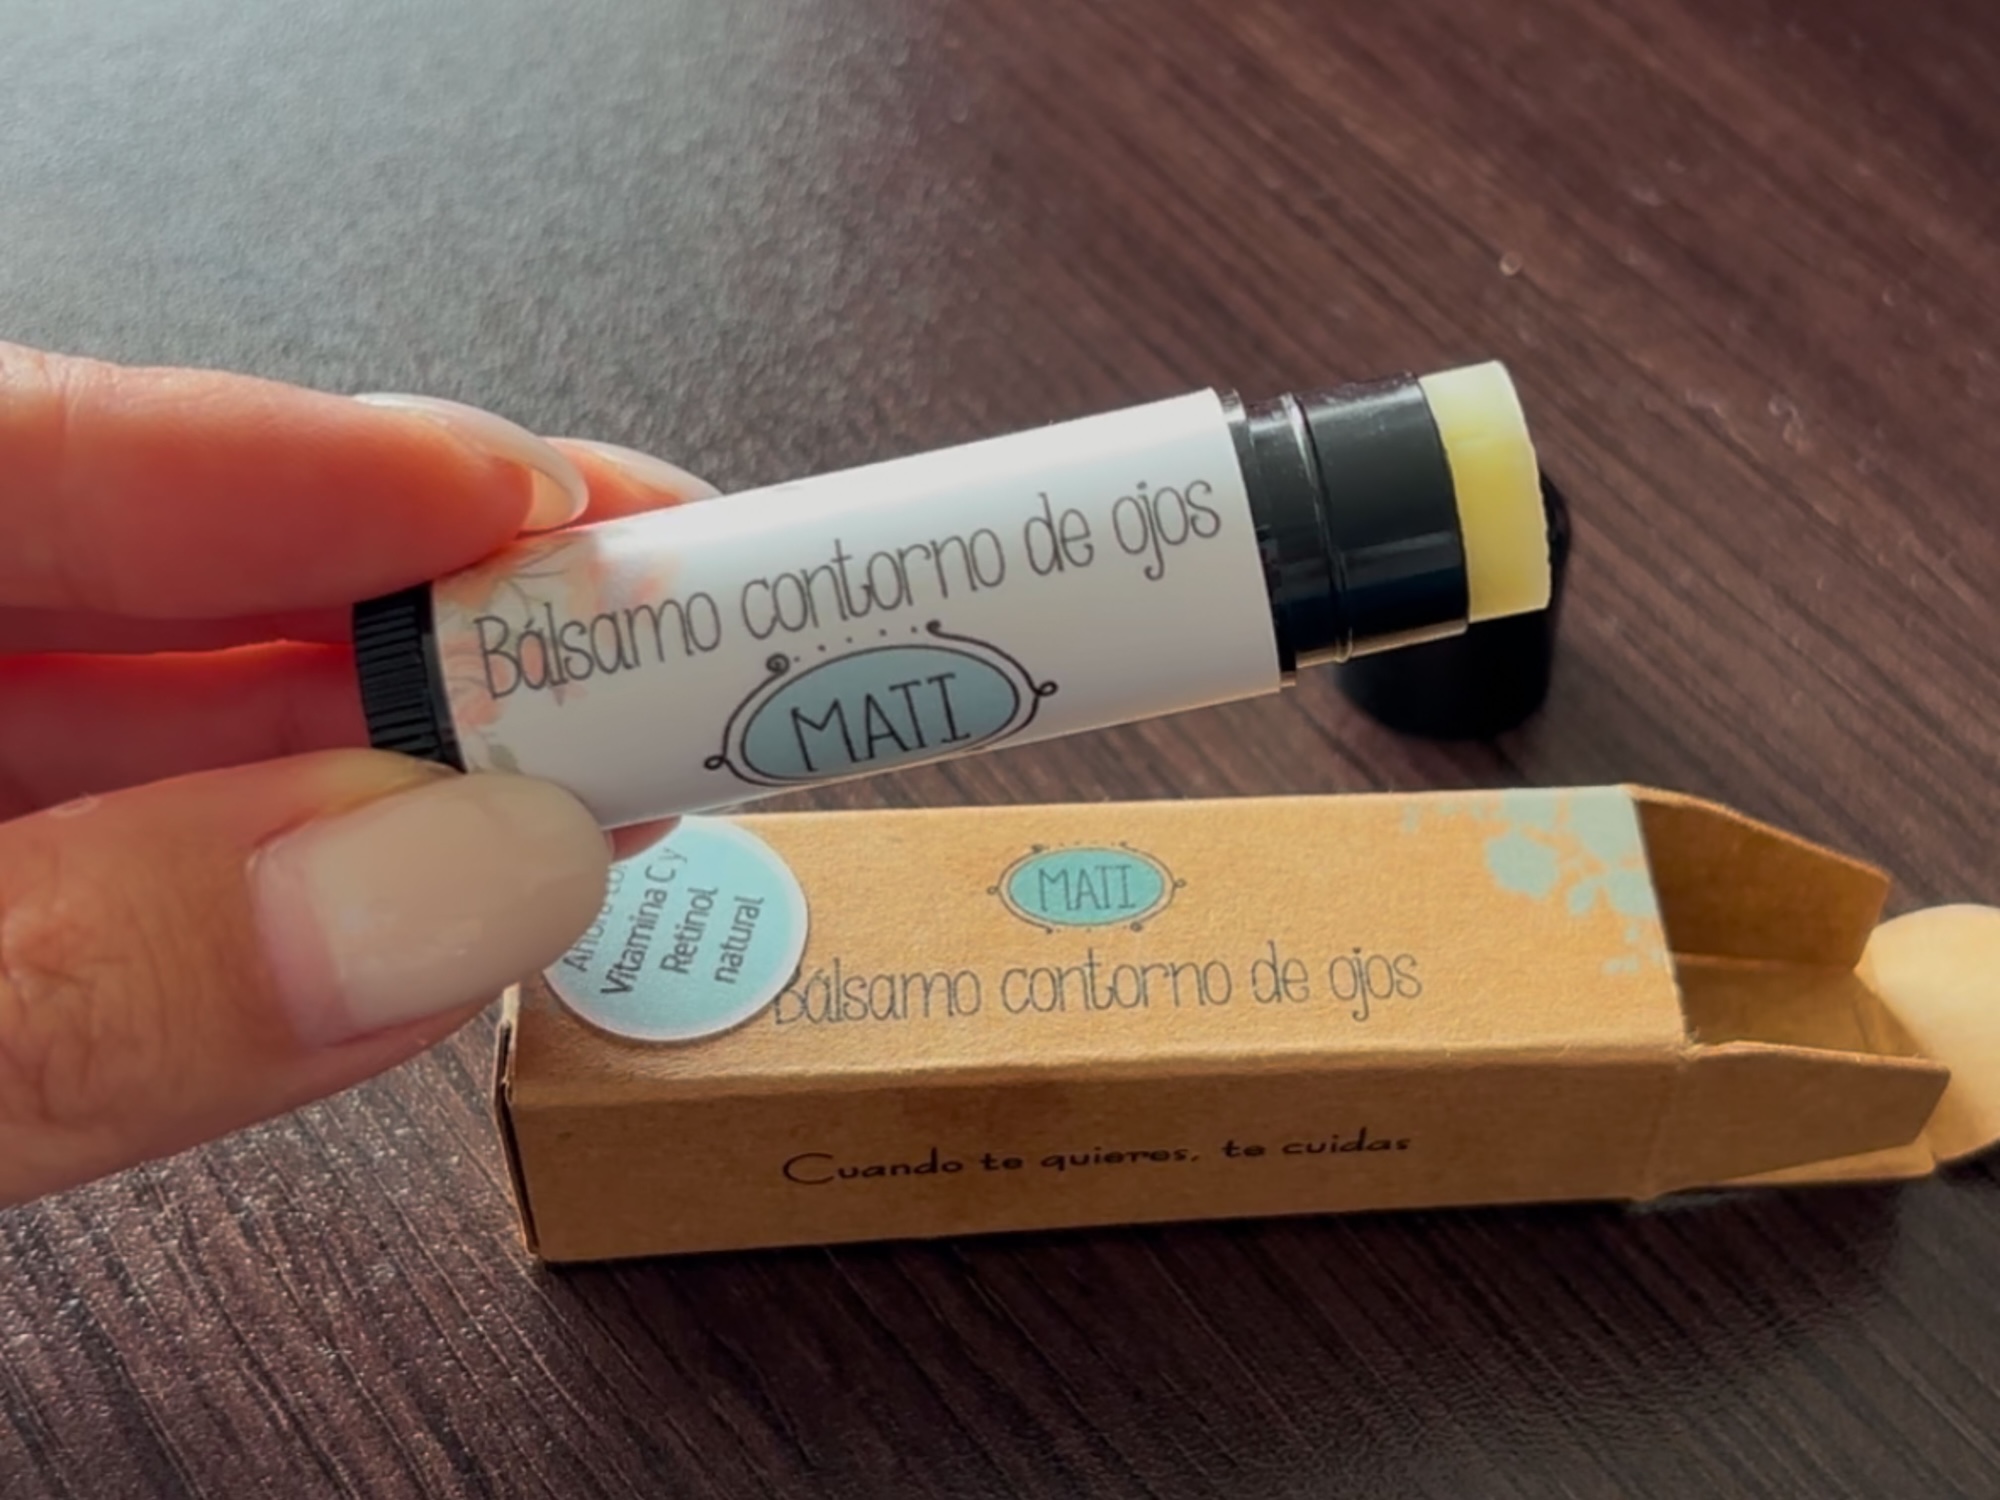 Bálsamo contorno de ojos
MATI
Vitamina C y
Retinol
natural
MATI
Bálsamo contorno de ojos
Cuando te quieres, te cuidas